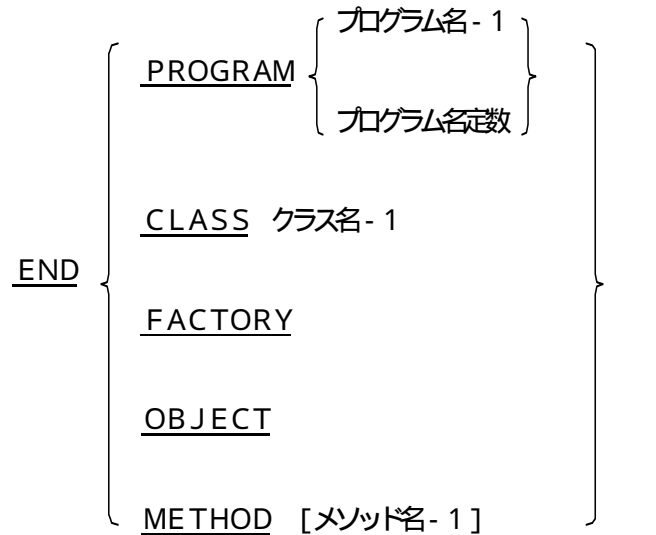 プログラム名-1
PROGRAM
プログラム名定数
CLASS クラス名-1
END
FACTORY
OBJECT
METHOD [メソッド名-1]